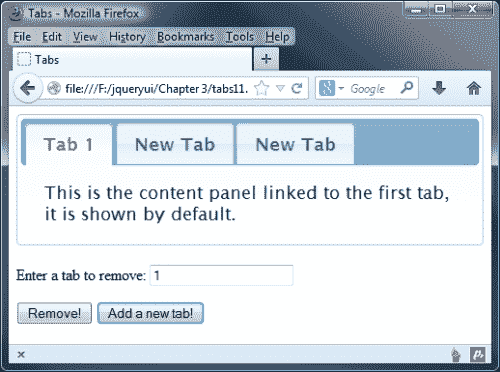 Tabs - Mozilla Firefox
File Edit View History Bookmarks Tools Help
Tabs +
file:///F:/jqueryui/Chapter 3/tabs11. Google
Tab 1 New Tab New Tab
This is the content panel linked to the first tab,
it is shown by default.
Enter a tab to remove: 1
Remove! Add a new tab!